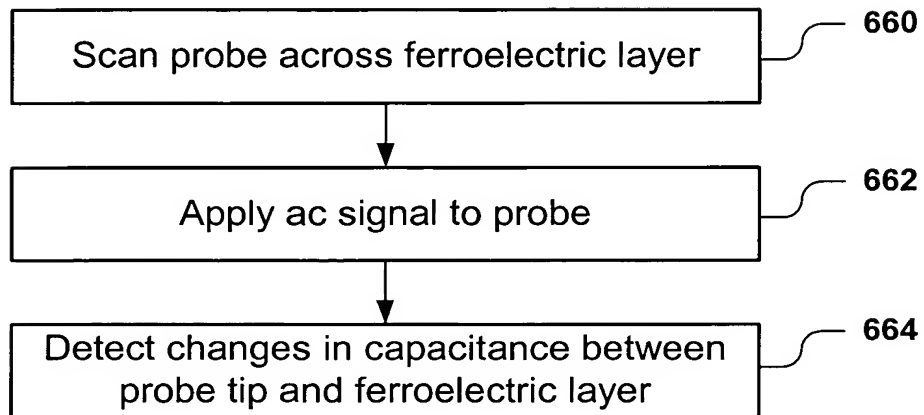 Scan probe across ferroelectric layer
660
Apply ac signal to probe
662
Detect changes in capacitance between
probe tip and ferroelectric layer
664